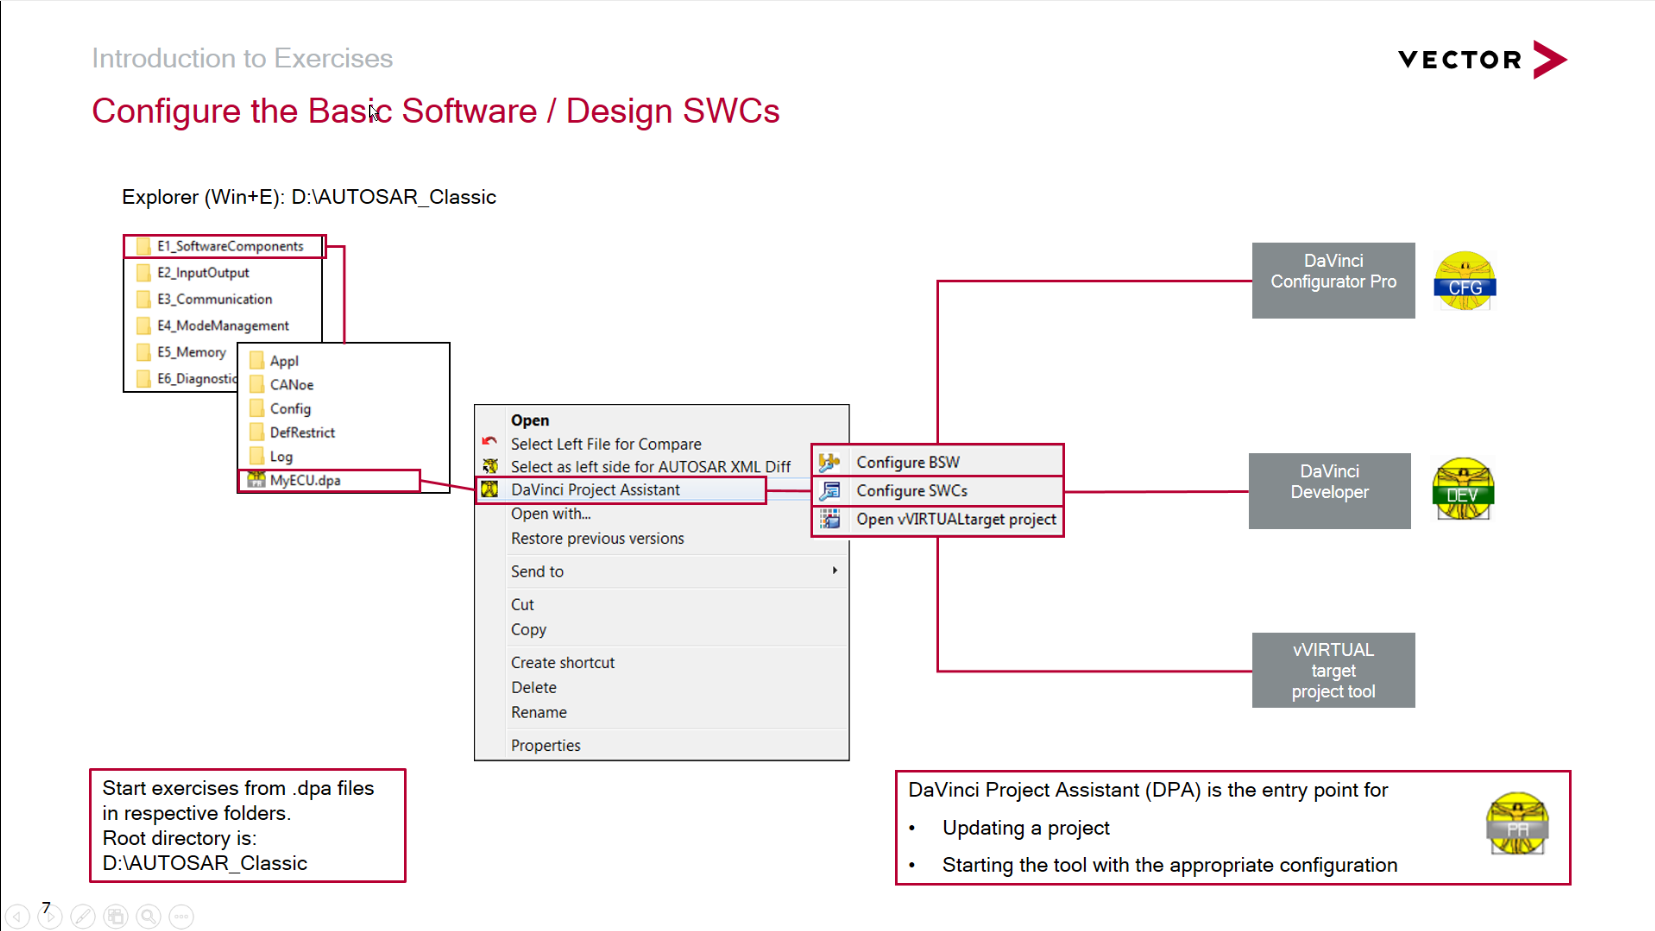 Introduction to Exercises
VECTOR
Configure the Basic Software / Design SWCs
Explorer (Win+E): D:\AUTOSAR_Classic
E1_SoftwareComponents
E2_InputOutput
E3_Communication
E4_ModeManagement
E5_Memory
E6_Diagnostic
Appl
CANoe
Config
DefRestrict
Log
MyECU.dpa
Open
Select Left File for Compare
Select as left side for AUTOSAR XML Diff
DaVinci Project Assistant
Open with...
Restore previous versions
Send to
Cut
Copy
Create shortcut
Delete
Rename
Properties
Configure BSW
Configure SWCs
Open vVIRTUALtarget project
DaVinci
Configurator Pro
CFG
DaVinci
Developer
DEV
vVIRTUAL
target
project tool
Start exercises from .dpa files
in respective folders.
Root directory is:
D:\AUTOSAR_Classic
DaVinci Project Assistant (DPA) is the entry point for
• Updating a project
• Starting the tool with the appropriate configuration
PA
7